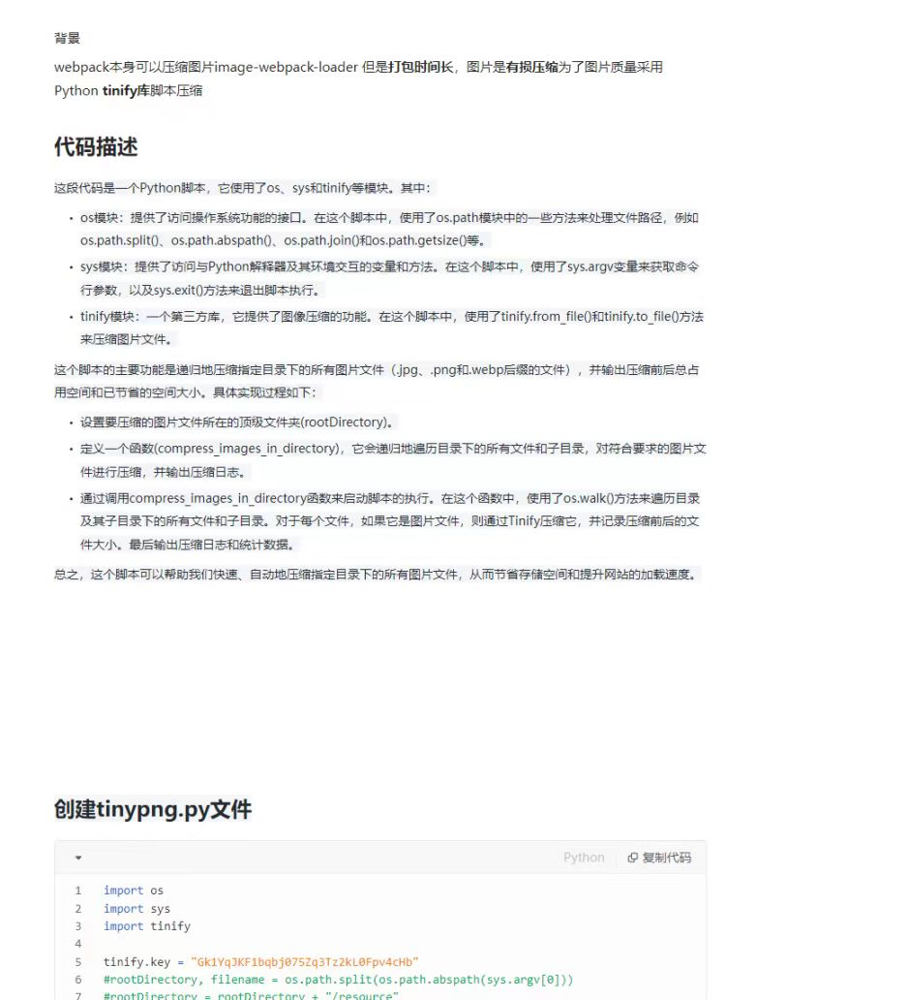 背景
webpack本身可以压缩图片image-webpack-loader 但是打包时间长，图片是有损压缩为了图片质量采用
Python tinify库脚本压缩
代码描述
这段代码是一个Python脚本，它使用了os、sys和tinify等模块。其中：
• os模块：提供了访问操作系统功能的接口。在这个脚本中，使用了os.path模块中的一些方法来处理文件路径，例如
os.path.split()、os.path.abspath()、os.path.join()和os.path.getsize()等。
• sys模块：提供了访问与Python解释器及其环境交互的变量和方法。在这个脚本中，使用了sys.argv变量来获取命令
行参数，以及sys.exit()方法来退出脚本执行。
• tinify模块：一个第三方库，它提供了图像压缩的功能。在这个脚本中，使用了tinify.from_file()和tinify.to_file()方法
来压缩图片文件。
这个脚本的主要功能是递归地压缩指定目录下的所有图片文件（.jpg、.png和.webp后缀的文件），并输出压缩前后总占
用空间和已节省的空间大小。具体实现过程如下：
• 设置要压缩的图片文件所在的顶级文件夹(rootDirectory)。
• 定义一个函数(compress_images_in_directory)，它会递归地遍历目录下的所有文件和子目录，对符合要求的图片文
件进行压缩，并输出压缩日志。
• 通过调用compress_images_in_directory函数来启动脚本的执行。在这个函数中，使用了os.walk()方法来遍历目录
及其子目录下的所有文件和子目录。对于每个文件，如果它是图片文件，则通过Tinify压缩它，并记录压缩前后的文
件大小。最后输出压缩日志和统计数据。
总之，这个脚本可以帮助我们快速、自动地压缩指定目录下的所有图片文件，从而节省存储空间和提升网站的加载速度。
创建tinypng.py文件
Python 复制代码
1 import os
2 import sys
3 import tinify
4
5 tinify.key = "Gk1YqJKF1bqbj075Zq3Tz2kL0Fpv4cHb"
6 #rootDirectory, filename = os.path.split(os.path.abspath(sys.argv[0]))
7 #rootDirectory = rootDirectory + "/resource"